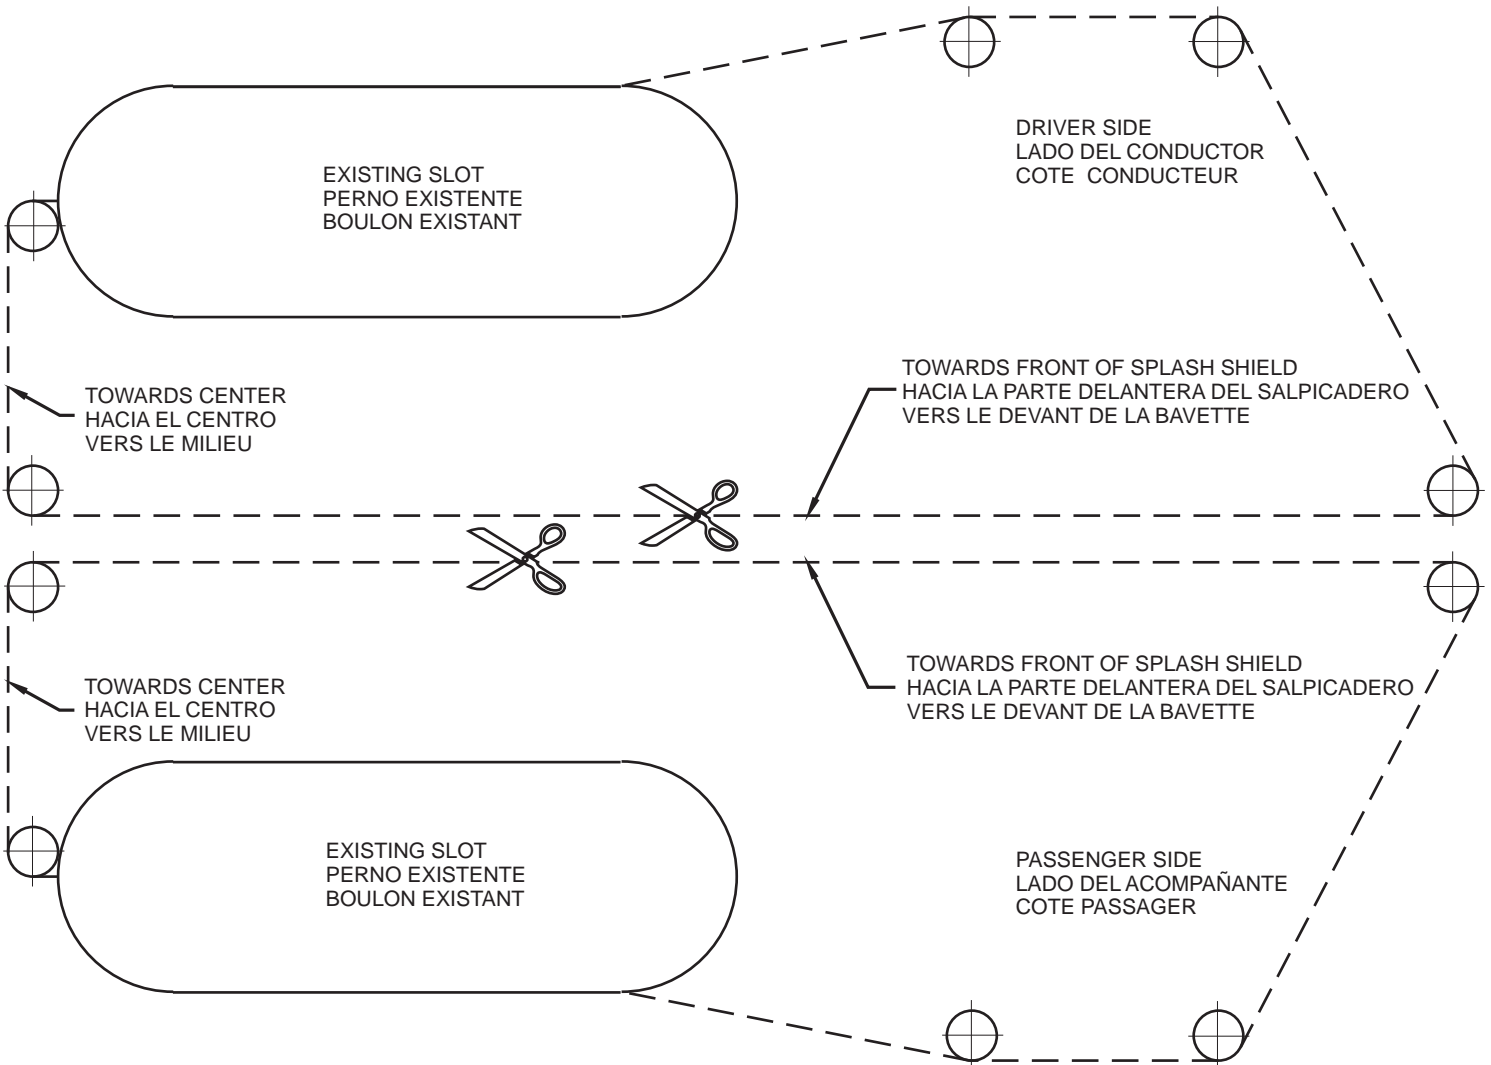 DRIVER SIDE
LADO DEL CONDUCTOR
COTE CONDUCTEUR
EXISTING SLOT
PERNO EXISTENTE
BOULON EXISTANT
TOWARDS CENTER
HACIA EL CENTRO
VERS LE MILIEU
TOWARDS FRONT OF SPLASH SHIELD
HACIA LA PARTE DELANTERA DEL SALPICADERO
VERS LE DEVANT DE LA BAVETTE
TOWARDS CENTER
HACIA EL CENTRO
VERS LE MILIEU
TOWARDS FRONT OF SPLASH SHIELD
HACIA LA PARTE DELANTERA DEL SALPICADERO
VERS LE DEVANT DE LA BAVETTE
EXISTING SLOT
PERNO EXISTENTE
BOULON EXISTANT
PASSENGER SIDE
LADO DEL ACOMPAÑANTE
COTE PASSAGER